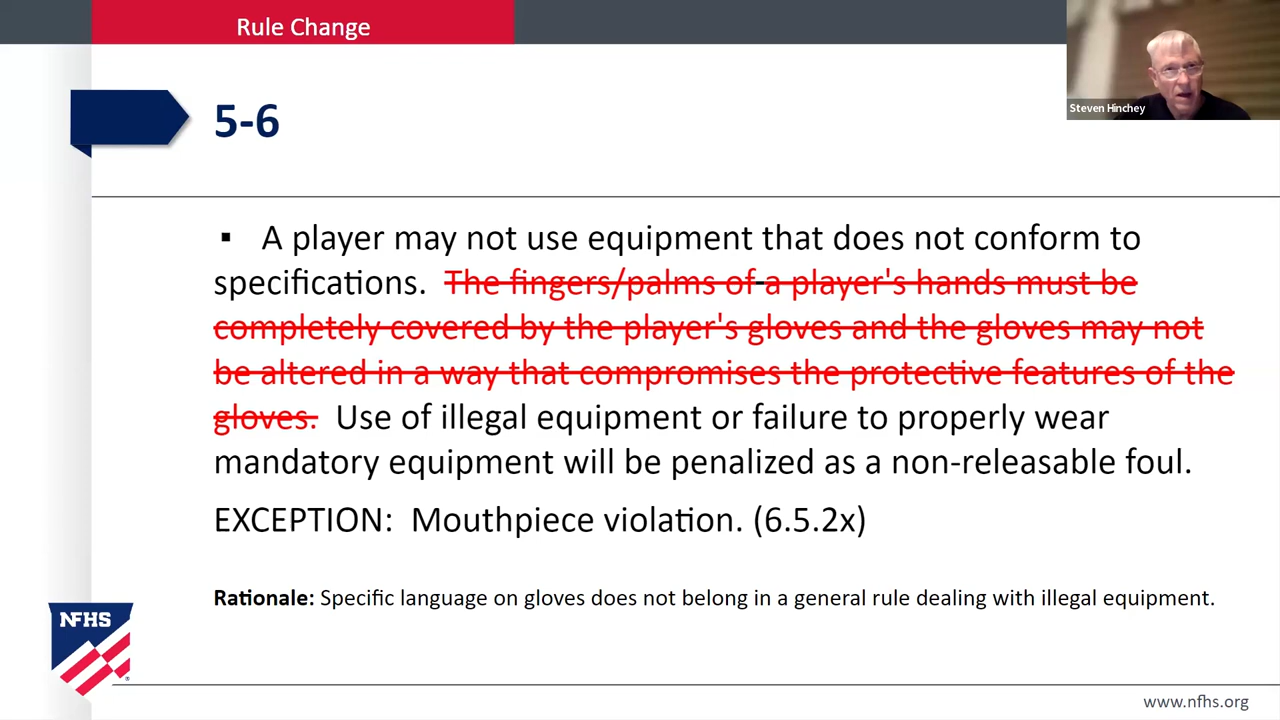 Rule Change
Steven Hinchey
5-6
▪ A player may not use equipment that does not conform to
specifications. The fingers/palms of a player's hands must be
completely covered by the player's gloves and the gloves may not
be altered in a way that compromises the protective features of the
gloves. Use of illegal equipment or failure to properly wear
mandatory equipment will be penalized as a non-releasable foul.
EXCEPTION: Mouthpiece violation. (6.5.2x)
Rationale: Specific language on gloves does not belong in a general rule dealing with illegal equipment.
NFHS
®
www.nfhs.org